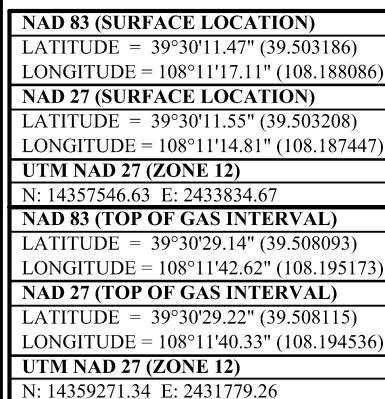 NAD 83 (SURFACE LOCATION)
LATITUDE = 39°30'11.47" (39.503186)
LONGITUDE = 108°11'17.11" (108.188086)
NAD 27 (SURFACE LOCATION)
LATITUDE = 39°30'11.55" (39.503208)
LONGITUDE = 108°11'14.81" (108.187447)
UTM NAD 27 (ZONE 12)
N: 14357546.63 E: 2433834.67
NAD 83 (TOP OF GAS INTERVAL)
LATITUDE = 39°30'29.14" (39.508093)
LONGITUDE = 108°11'42.62" (108.195173)
NAD 27 (TOP OF GAS INTERVAL)
LATITUDE = 39°30'29.22" (39.508115)
LONGITUDE = 108°11'40.33" (108.194536)
UTM NAD 27 (ZONE 12)
N: 14359271.34 E: 2431779.26